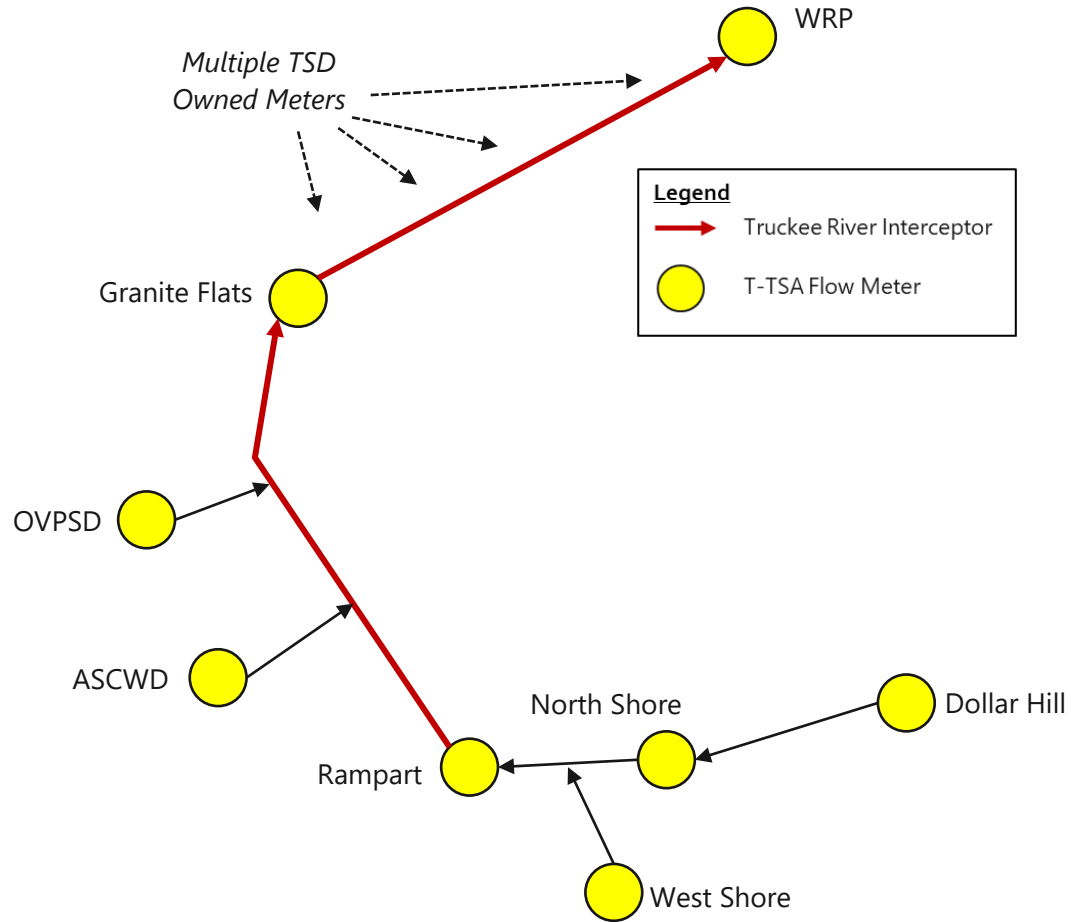 WRP
Multiple TSD
Owned Meters
Legend
Truckee River Interceptor
T-TSA Flow Meter
Granite Flats
OVPSD
ASCWD
North Shore
Dollar Hill
Rampart
West Shore